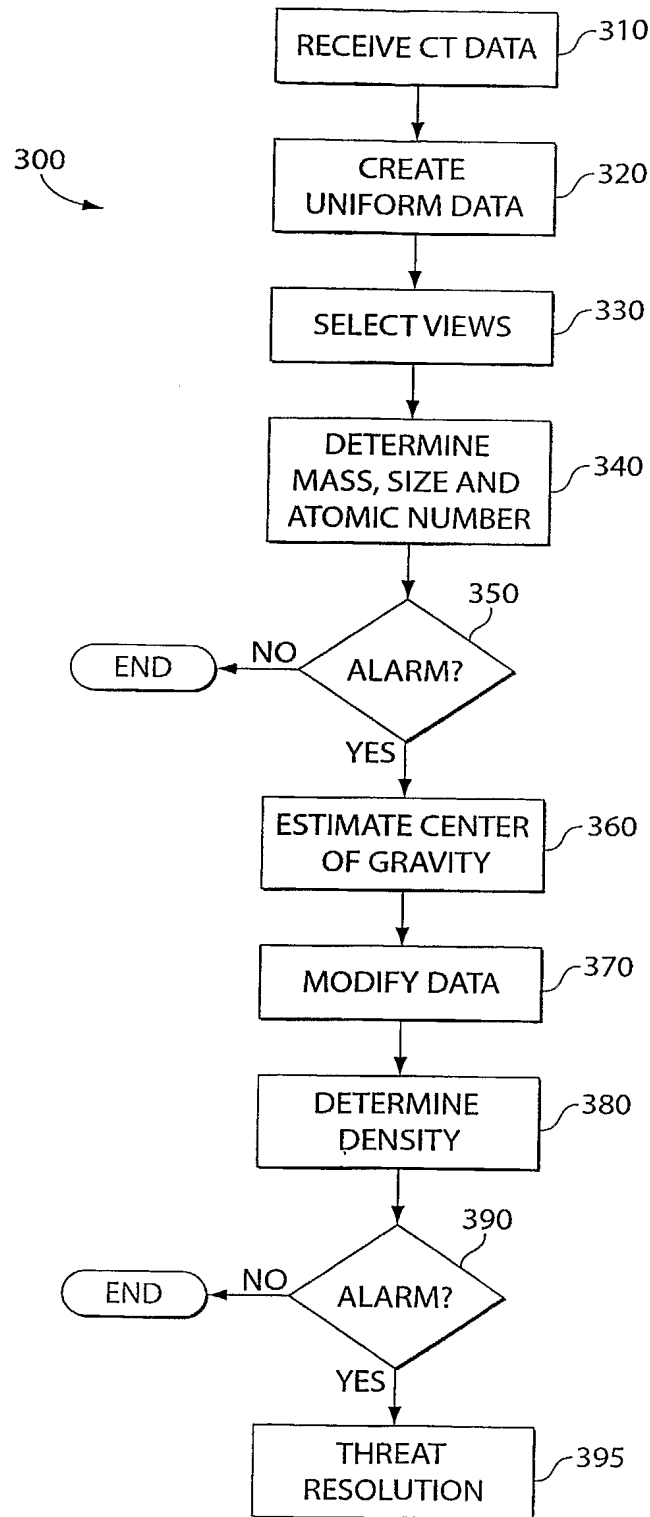 RECEIVE CT DATA
310
300
CREATE
UNIFORM DATA
320
SELECT VIEWS
330
DETERMINE
MASS, SIZE AND
ATOMIC NUMBER
340
350
ALARM?
NO
END
YES
ESTIMATE CENTER
OF GRAVITY
360
MODIFY DATA
370
DETERMINE
DENSITY
380
390
ALARM?
NO
END
YES
THREAT
RESOLUTION
395